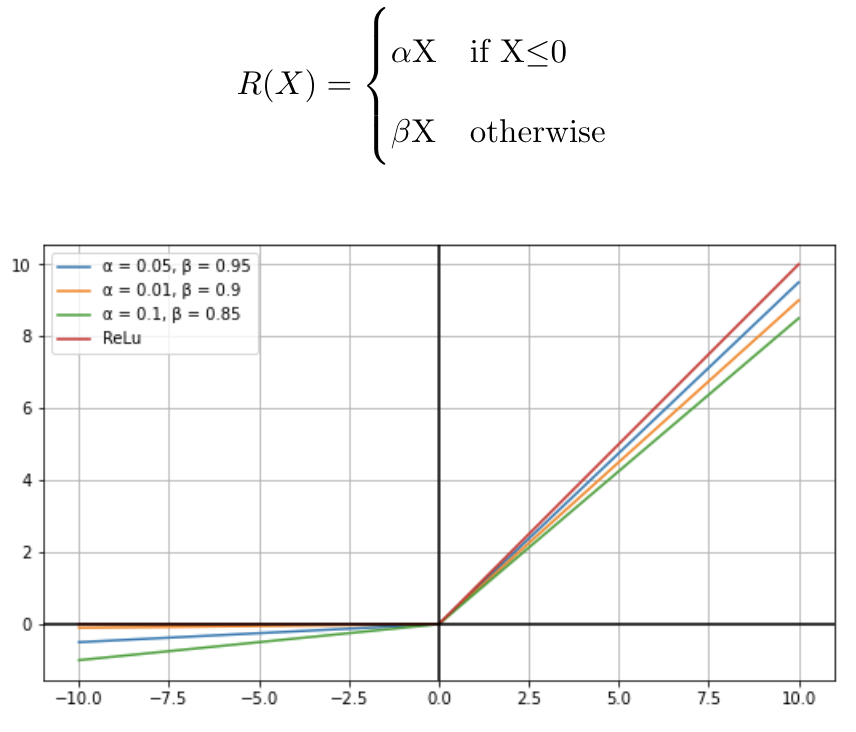 R(X) = { αX if X≤0
βX otherwise
α = 0.05, β = 0.95
α = 0.01, β = 0.9
α = 0.1, β = 0.85
ReLu
10
8
6
4
2
0
−10.0 −7.5 −5.0 −2.5 0.0 2.5 5.0 7.5 10.0